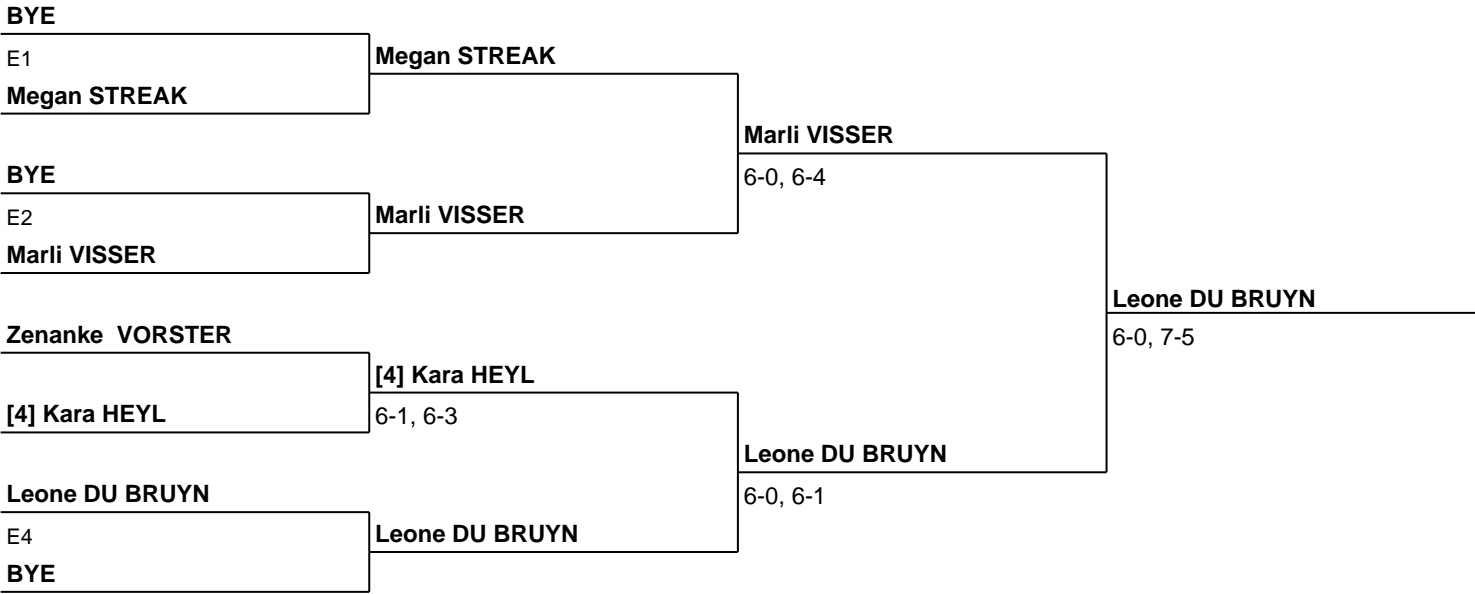 BYE
E1
Megan STREAK
Megan STREAK
BYE
E2
Marli VISSER
Marli VISSER
Marli VISSER
6-0, 6-4
Zenanke  VORSTER
[4] Kara HEYL
[4] Kara HEYL
6-1, 6-3
Leone DU BRUYN
E4
BYE
Leone DU BRUYN
Leone DU BRUYN
6-0, 6-1
Leone DU BRUYN
6-0, 7-5